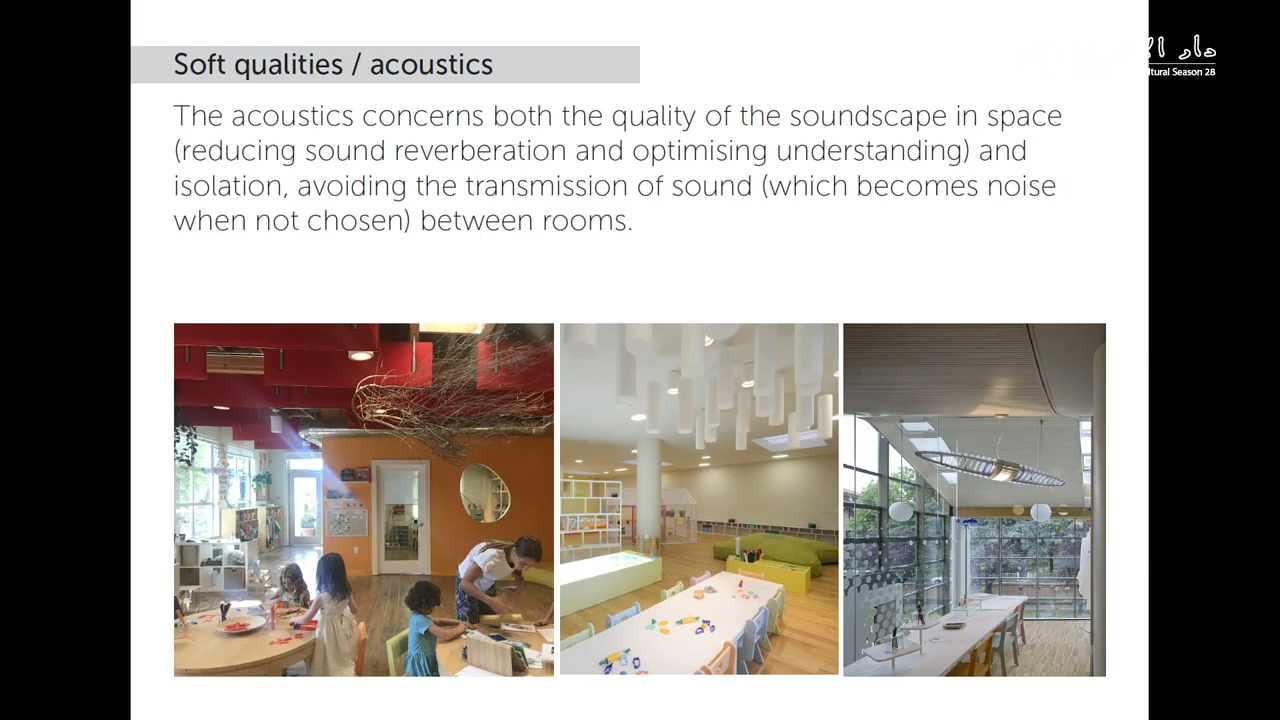 Soft qualities / acoustics
The acoustics concerns both the quality of the soundscape in space
(reducing sound reverberation and optimising understanding) and
isolation, avoiding the transmission of sound (which becomes noise
when not chosen) between rooms.
دار
Season 28